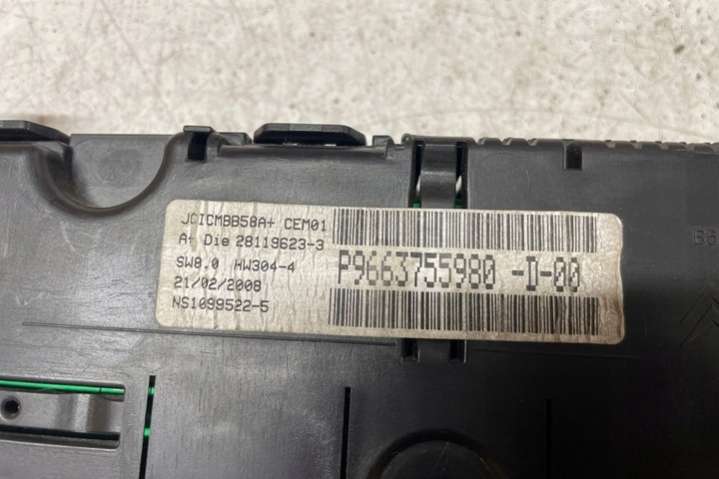 JCICMBB58A+ CEM01
A+ Die 28119623-3
SW8.0 HW304-4
21/02/2008
NS1099522-5
P9663755980 -D-00